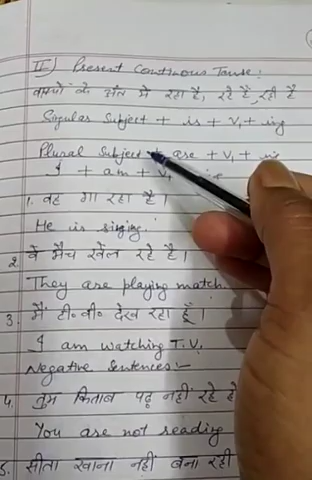 II) Present Continuous Tense:
वाक्यों के अंत में रहा है, रहे हैं, रही है
Singular Subject + is + V1 + ing
Plural Subject + are + V1 + ing
I + am + V1
1. वह गा रहा है।
He is singing.
2. वे मैच खेल रहे हैं।
They are playing match.
3. मैं टी॰ वी॰ देख रहा हूँ।
I am watching T.V.
Negative Sentences:-
4. तुम किताब पढ़ नहीं रहे हो
You are not reading
5. सीता खाना नहीं बना रही